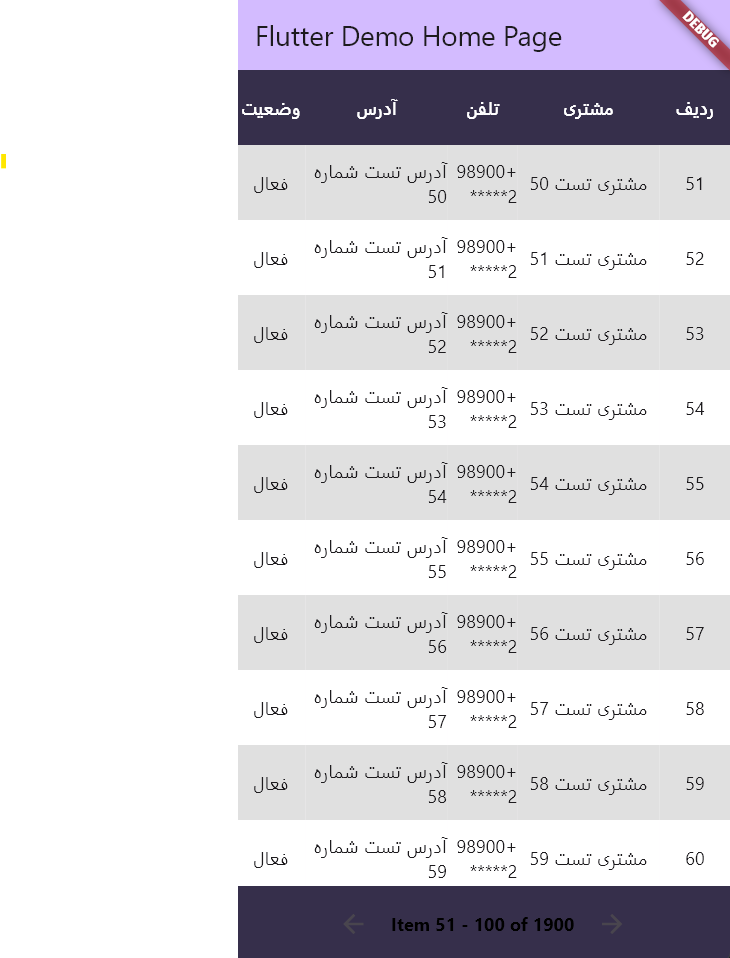 Flutter Demo Home Page
DEBUG
ردیف مشتری تلفن آدرس وضعیت
51 مشتری تست 50 98900+ آدرس تست شماره فعال
2***** 50
52 مشتری تست 51 98900+ آدرس تست شماره فعال
2***** 51
53 مشتری تست 52 98900+ آدرس تست شماره فعال
2***** 52
54 مشتری تست 53 98900+ آدرس تست شماره فعال
2***** 53
55 مشتری تست 54 98900+ آدرس تست شماره فعال
2***** 54
56 مشتری تست 55 98900+ آدرس تست شماره فعال
2***** 55
57 مشتری تست 56 98900+ آدرس تست شماره فعال
2***** 56
58 مشتری تست 57 98900+ آدرس تست شماره فعال
2***** 57
59 مشتری تست 58 98900+ آدرس تست شماره فعال
2***** 58
60 مشتری تست 59 98900+ آدرس تست شماره فعال
2***** 59
Item 51 - 100 of 1900